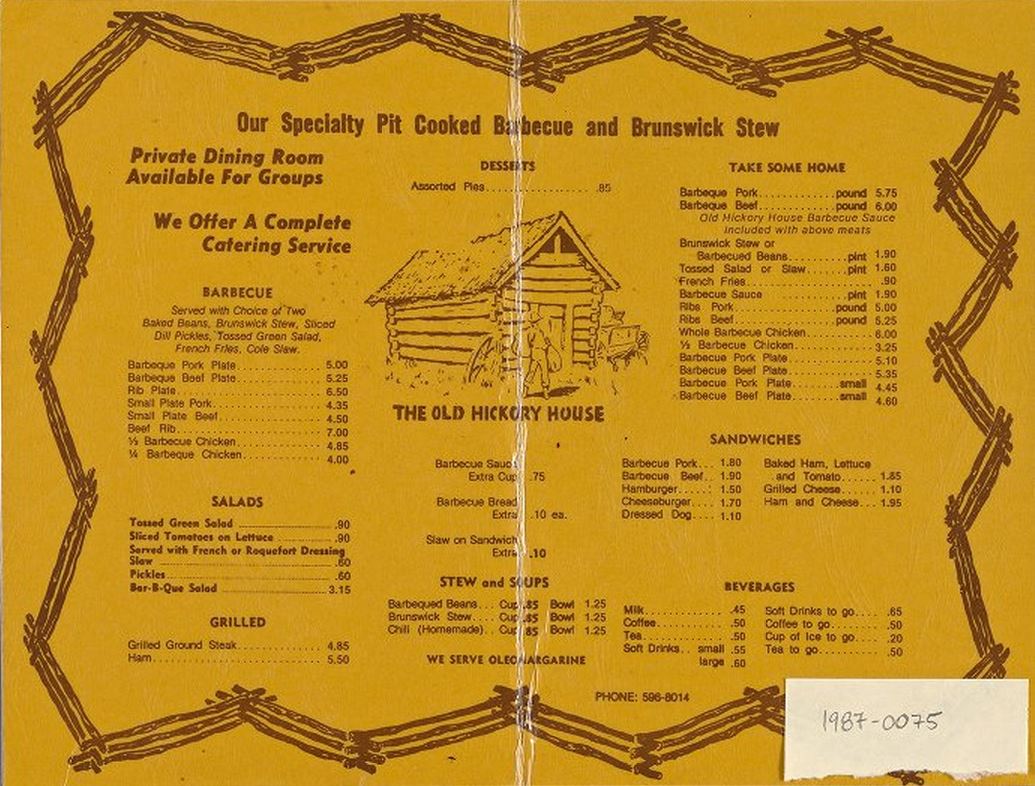 Our Specialty Pit Cooked Barbecue and Brunswick Stew
Private Dining Room
Available For Groups
We Offer A Complete
Catering Service
BARBECUE
Served with Choice of Two
Baked Beans, Brunswick Stew, Sliced
Dill Pickles, Tossed Green Salad,
French Fries, Cole Slaw.
Barbeque Pork Plate 5.00
Barbeque Beef Plate 5.25
Rib Plate 6.50
Small Plate Pork 4.35
Small Plate Beef 4.50
Beef Rib 7.00
½ Barbecue Chicken 4.85
¼ Barbeque Chicken 4.00
SALADS
Tossed Green Salad .90
Sliced Tomatoes on Lettuce .90
Served with French or Roquefort Dressing
Slaw .60
Pickles .60
Bar-B-Que Salad 3.15
GRILLED
Grilled Ground Steak 4.85
Ham 5.50
DESSERTS
Assorted Pies .85
THE OLD HICKORY HOUSE
Barbecue Sauce
Extra Cup .75
Barbecue Bread
Extra .10 ea.
Slaw on Sandwich
Extra .10
STEW and SOUPS
Barbequed Beans... Cup .85 Bowl 1.25
Brunswick Stew.... Cup .85 Bowl 1.25
Chili (Homemade).. Cup .85 Bowl 1.25
WE SERVE OLEOMARGARINE
TAKE SOME HOME
Barbeque Pork pound 5.75
Barbeque Beef pound 6.00
Old Hickory House Barbecue Sauce
included with above meats
Brunswick Stew or
Barbecued Beans pint 1.90
Tossed Salad or Slaw pint 1.60
French Fries .90
Barbecue Sauce pint 1.90
Ribs Pork pound 5.00
Ribs Beef pound 5.25
Whole Barbecue Chicken 6.00
½ Barbecue Chicken 3.25
Barbecue Pork Plate 5.10
Barbecue Beef Plate 5.35
Barbecue Pork Plate small 4.45
Barbecue Beef Plate small 4.60
SANDWICHES
Barbecue Pork... 1.80
Barbecue Beef.. 1.90
Hamburger 1.50
Cheeseburger 1.70
Dressed Dog.... 1.10
Baked Ham, Lettuce
and Tomato 1.85
Grilled Cheese 1.10
Ham and Cheese... 1.95
BEVERAGES
Milk .45
Coffee .50
Tea .50
Soft Drinks.. small .55
large .60
Soft Drinks to go .65
Coffee to go .50
Cup of Ice to go .20
Tea to go .50
PHONE: 596-8014
1987-0075